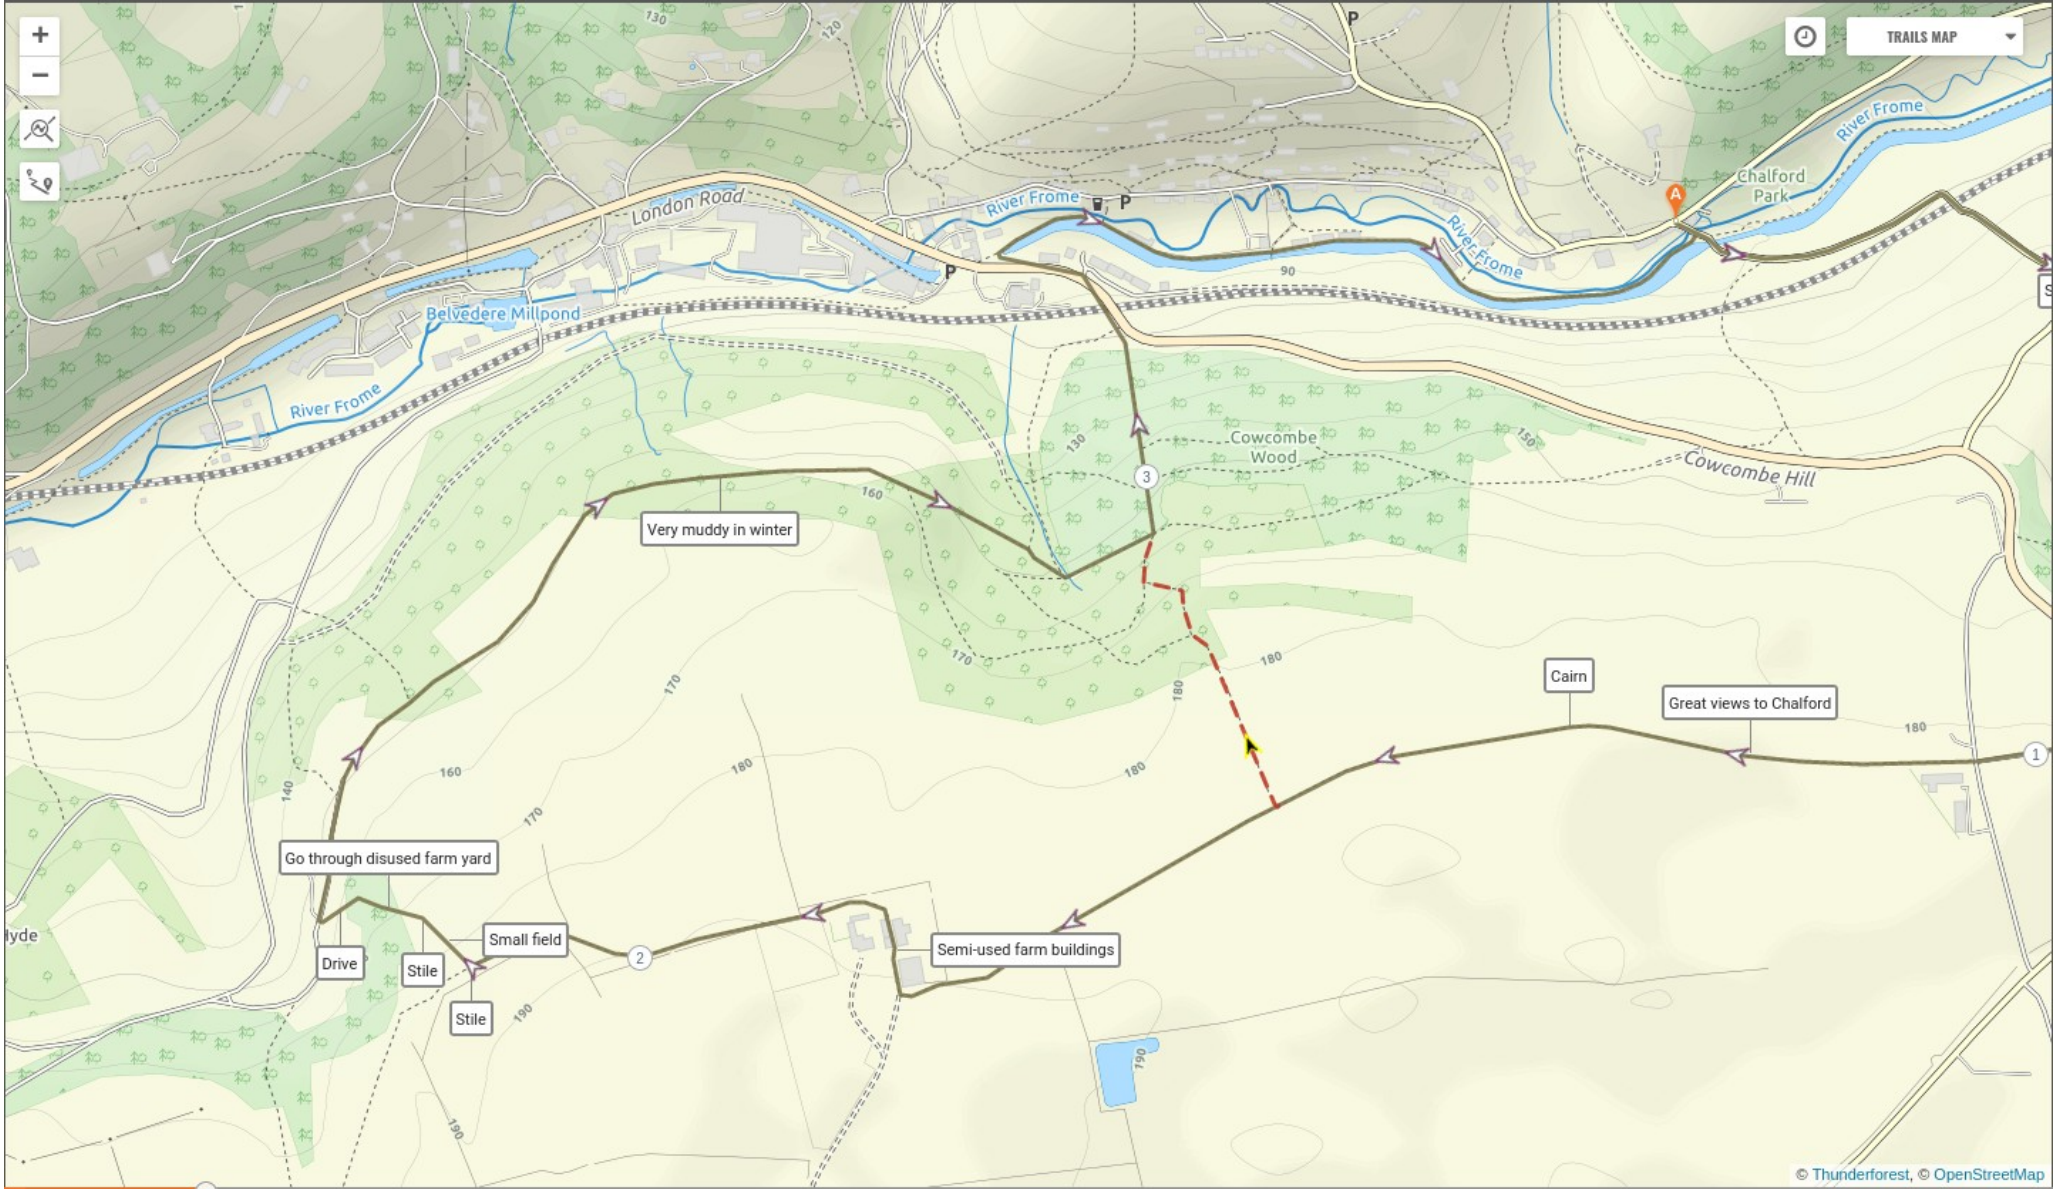 130
120
P
TRAILS MAP
+
−
River Frome
Chalford
Park
A
London Road
River Frome
P
River Frome
90
P
S
Belvedere Millpond
River Frome
130
Cowcombe
Wood
150
Cowcombe Hill
3
160
Very muddy in winter
170
180
Cairn
170
180
Great views to Chalford
180
1
140
160
180
180
170
Go through disused farm yard
Hyde
Small field
2
Semi-used farm buildings
Drive
Stile
Stile
190
190
190
© Thunderforest, © OpenStreetMap